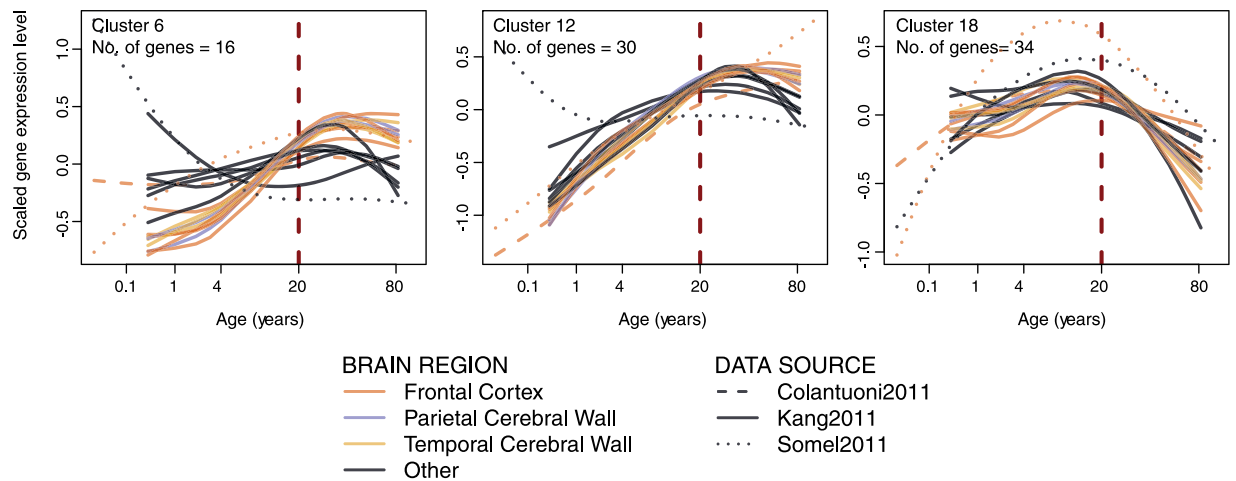 Scaled gene expression level
Cluster 6
No. of genes = 16
1.0
0.5
0.0
-0.5
0.1 1 4 20 80
Age (years)
Cluster 12
No. of genes = 30
0.5
0.0
-0.5
-1.0
0.1 1 4 20 80
Age (years)
Cluster 18
No. of genes= 34
0.5
0.0
-0.5
-1.0
0.1 1 4 20 80
Age (years)
BRAIN REGION
Frontal Cortex
Parietal Cerebral Wall
Temporal Cerebral Wall
Other
DATA SOURCE
Colantuoni2011
Kang2011
Somel2011